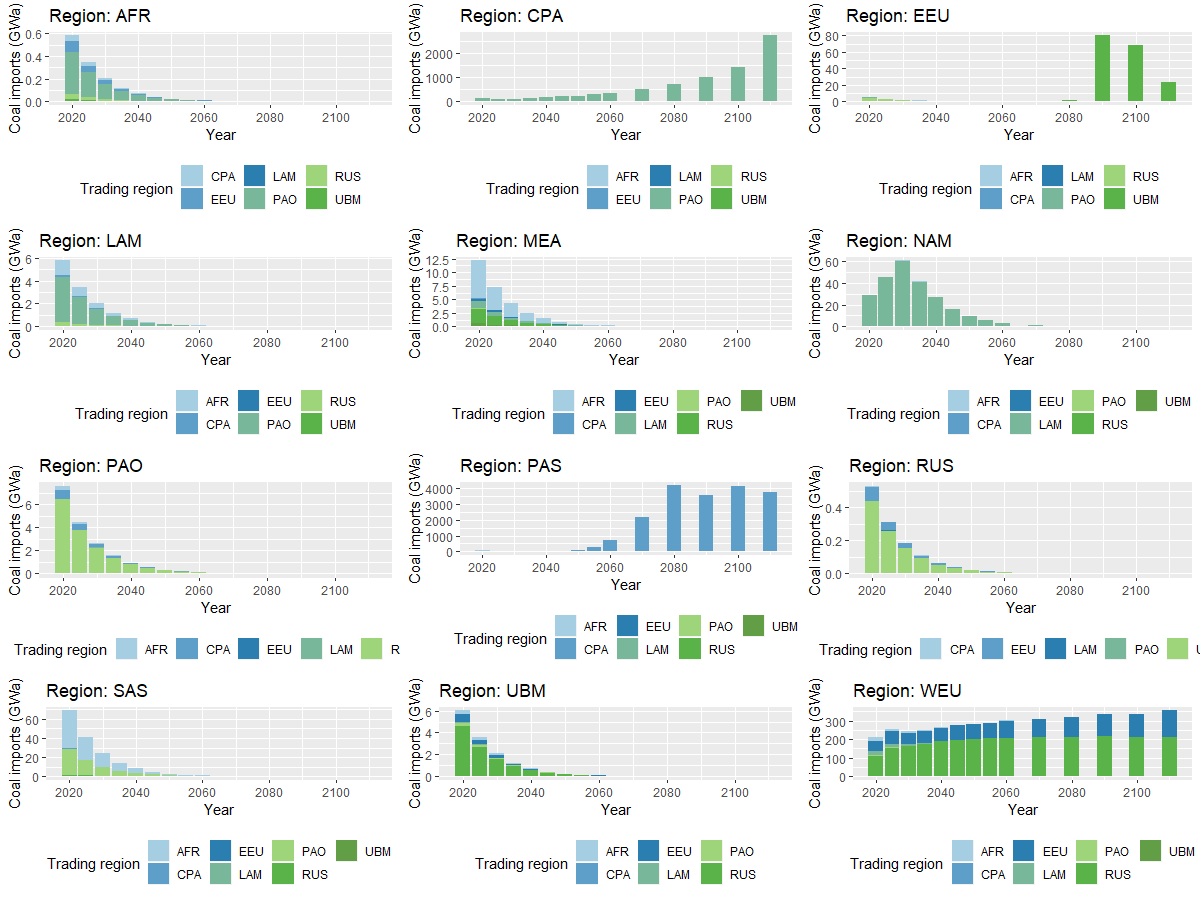 Region: AFR
Coal imports (GWa)
0.6
0.4
0.2
0.0
2020 2040 2060 2080 2100
Year
Trading region CPA LAM RUS
EEU PAO UBM
Region: CPA
Coal imports (GWa)
2000
1000
0
2020 2040 2060 2080 2100
Year
Trading region AFR LAM RUS
EEU PAO UBM
Region: EEU
Coal imports (GWa)
80
60
40
20
0
2020 2040 2060 2080 2100
Year
Trading region AFR LAM RUS
CPA PAO UBM
Region: LAM
Coal imports (GWa)
6
4
2
0
2020 2040 2060 2080 2100
Year
Trading region AFR EEU RUS
CPA PAO UBM
Region: MEA
Coal imports (GWa)
12.5
10.0
7.5
5.0
2.5
0.0
2020 2040 2060 2080 2100
Year
Trading region AFR EEU PAO UBM
CPA LAM RUS
Region: NAM
Coal imports (GWa)
60
40
20
0
2020 2040 2060 2080 2100
Year
Trading region AFR EEU PAO UBM
CPA LAM RUS
Region: PAO
Coal imports (GWa)
6
4
2
0
2020 2040 2060 2080 2100
Year
Trading region AFR CPA EEU LAM R
Region: PAS
Coal imports (GWa)
4000
3000
2000
1000
0
2020 2040 2060 2080 2100
Year
Trading region AFR EEU PAO UBM
CPA LAM RUS
Region: RUS
Coal imports (GWa)
0.4
0.2
0.0
2020 2040 2060 2080 2100
Year
Trading region CPA EEU LAM PAO
Region: SAS
Coal imports (GWa)
60
40
20
0
2020 2040 2060 2080 2100
Year
Trading region AFR EEU PAO UBM
CPA LAM RUS
Region: UBM
Coal imports (GWa)
6
4
2
0
2020 2040 2060 2080 2100
Year
Trading region AFR EEU PAO
CPA LAM RUS
Region: WEU
Coal imports (GWa)
300
200
100
0
2020 2040 2060 2080 2100
Year
Trading region AFR EEU PAO UBM
CPA LAM RUS